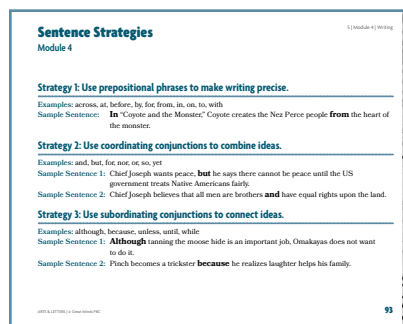 Sentence Strategies
5 | Module 4 | Writing
Module 4
Strategy 1: Use prepositional phrases to make writing precise.
Examples: across, at, before, by, for, from, in, on, to, with
Sample Sentence: In “Coyote and the Monster,” Coyote creates the Nez Perce people from the heart of
the monster.
Strategy 2: Use coordinating conjunctions to combine ideas.
Examples: and, but, for, nor, or, so, yet
Sample Sentence 1: Chief Joseph wants peace, but he says there cannot be peace until the US
government treats Native Americans fairly.
Sample Sentence 2: Chief Joseph believes that all men are brothers and have equal rights upon the land.
Strategy 3: Use subordinating conjunctions to connect ideas.
Examples: although, because, unless, until, while
Sample Sentence 1: Although tanning the moose hide is an important job, Omakayas does not want
to do it.
Sample Sentence 2: Pinch becomes a trickster because he realizes laughter helps his family.
ARTS & LETTERS | © Great Minds PBC
93